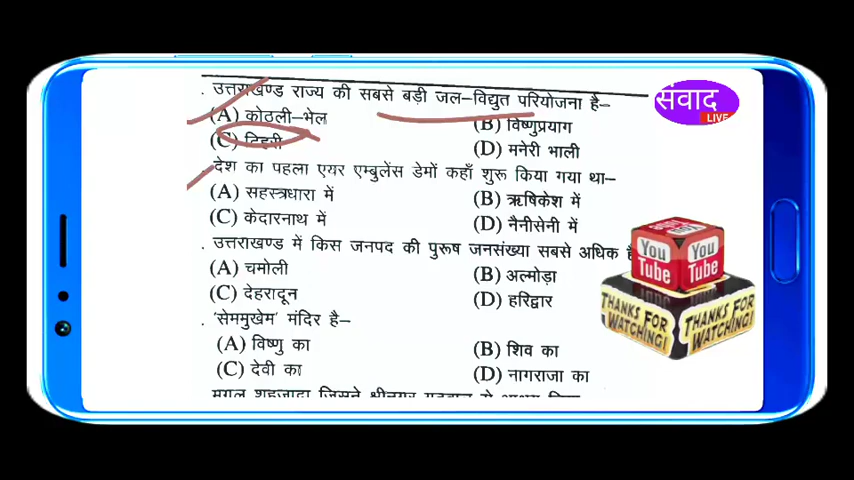 . उत्तराखण्ड राज्य की सबसे बड़ी जल–विद्युत परियोजना है–
(A) कोठली–भेल (B) विष्णुप्रयाग
(C) टिहरी (D) मनेरी भाली
. देश का पहला एयर एम्बुलेंस डेमों कहाँ शुरू किया गया था–
(A) सहस्त्रधारा में (B) ऋषिकेश में
(C) केदारनाथ में (D) नैनीसेनी में
. उत्तराखण्ड में किस जनपद की पुरूष जनसंख्या सबसे अधिक
(A) चमोली (B) अल्मोड़ा
(C) देहरादून (D) हरिद्वार
. 'सेममुखेम' मंदिर है–
(A) विष्णु का (B) शिव का
(C) देवी का (D) नागराजा का
संवाद
LIVE
You Tube
You Tube
THANKS FOR WATCHING!
THANKS FOR WATCHING!